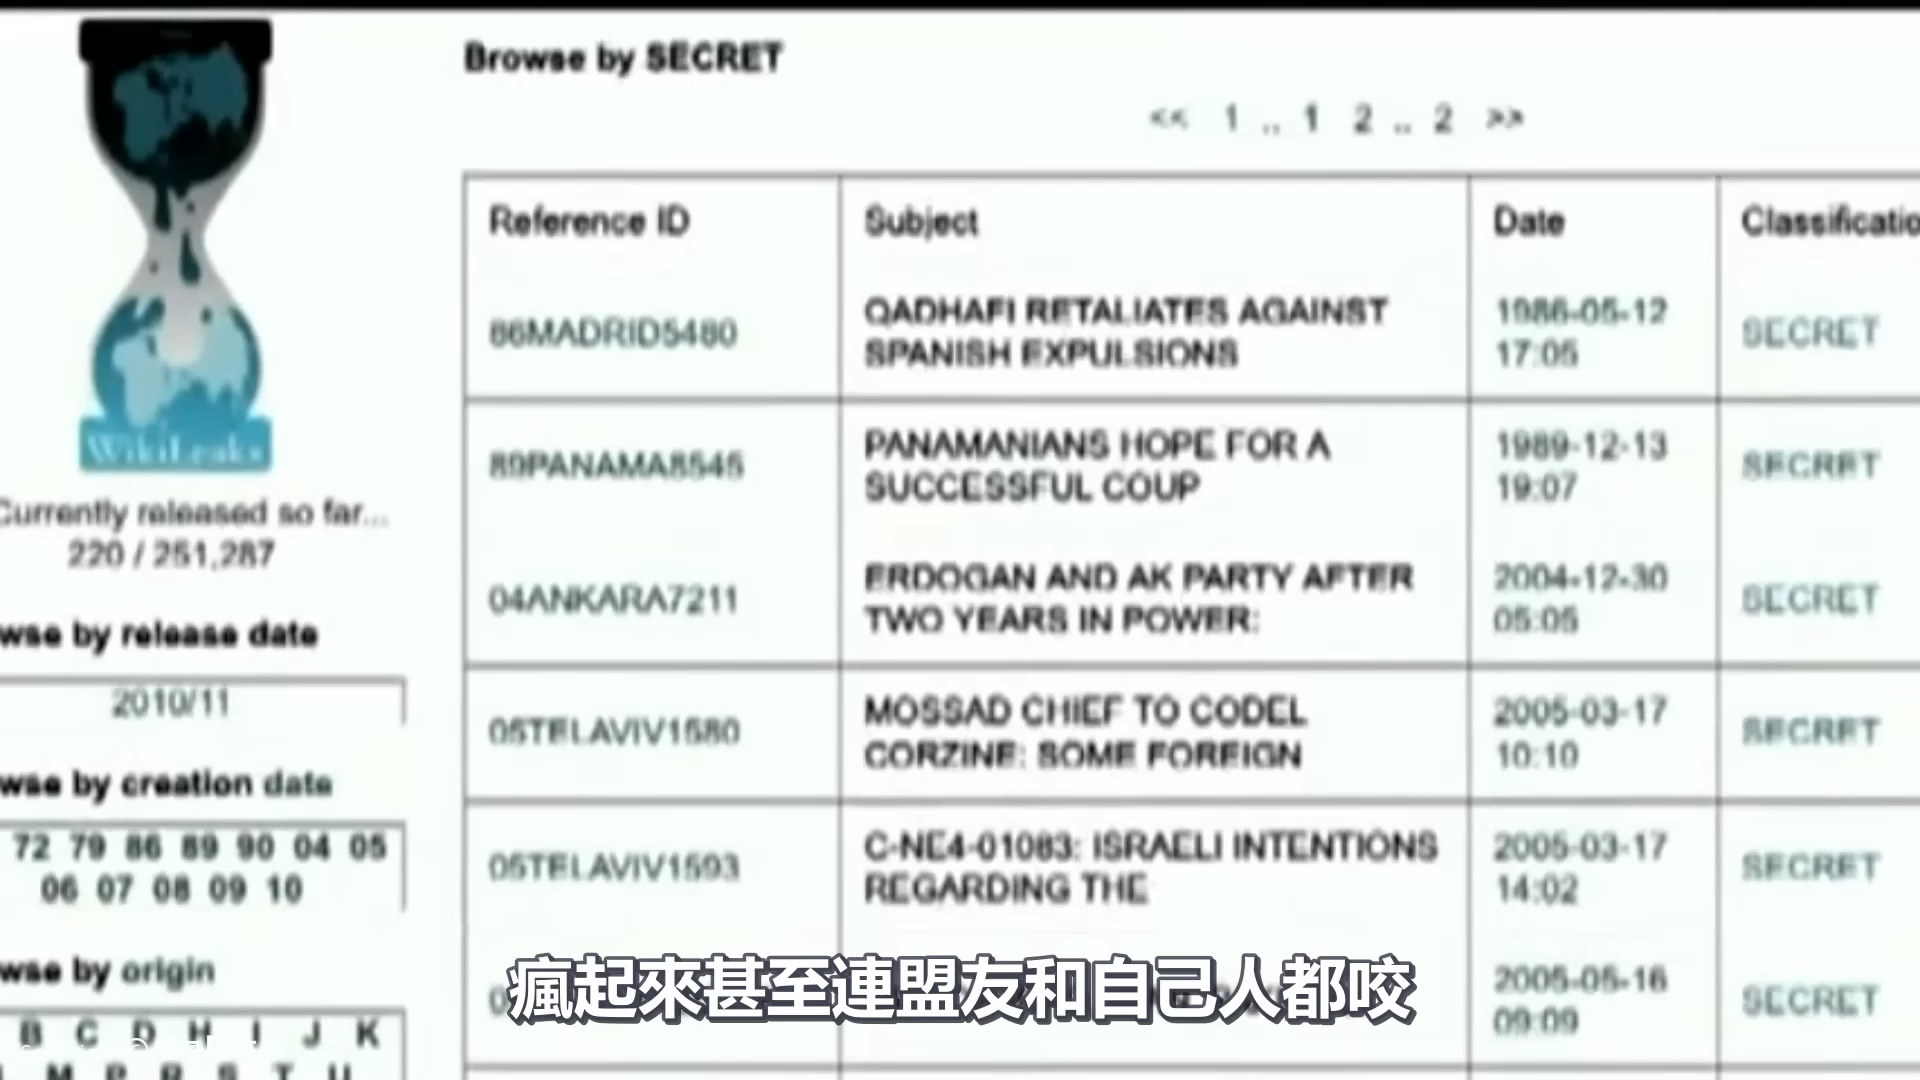 Browse by SECRET
<< 1 .. 1 2 .. 2 >>
Reference ID Subject Date Classificatio
86MADRID5480 QADHAFI RETALIATES AGAINST SPANISH EXPULSIONS 1986-05-12 17:05 SECRET
89PANAMA8545 PANAMANIANS HOPE FOR A SUCCESSFUL COUP 1989-12-13 19:07 SECRET
04ANKARA7211 ERDOGAN AND AK PARTY AFTER TWO YEARS IN POWER: 2004-12-30 05:05 SECRET
05TELAVIV1580 MOSSAD CHIEF TO CODEL CORZINE: SOME FOREIGN 2005-03-17 10:10 SECRET
05TELAVIV1593 C-NE4-01083: ISRAELI INTENTIONS REGARDING THE 2005-03-17 14:02 SECRET
2005-05-16 09:09 SECRET
WikiLeaks
Currently released so far...
220 / 251,287
wse by release date
2010/11
wse by creation date
72 79 86 89 90 04 05
06 07 08 09 10
wse by origin
B C D H I J K
M P R S T U
瘋起來甚至連盟友和自己人都咬